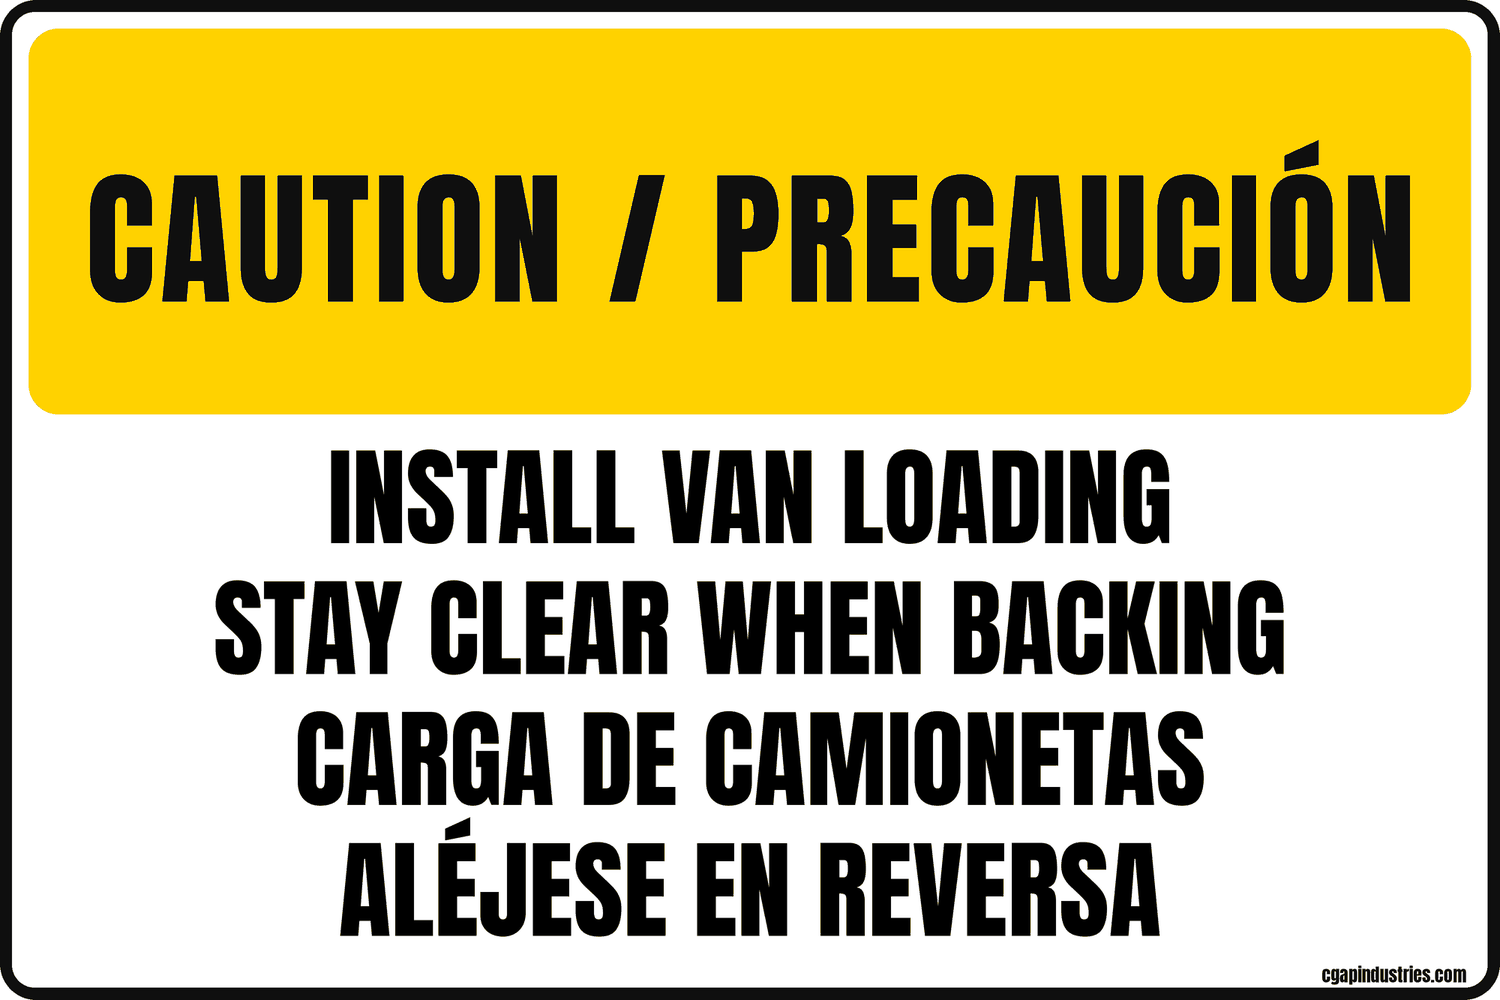 CAUTION / PRECAUCIÓN
INSTALL VAN LOADING
STAY CLEAR WHEN BACKING
CARGA DE CAMIONETAS
ALÉJESE EN REVERSA
cgapindustries.com